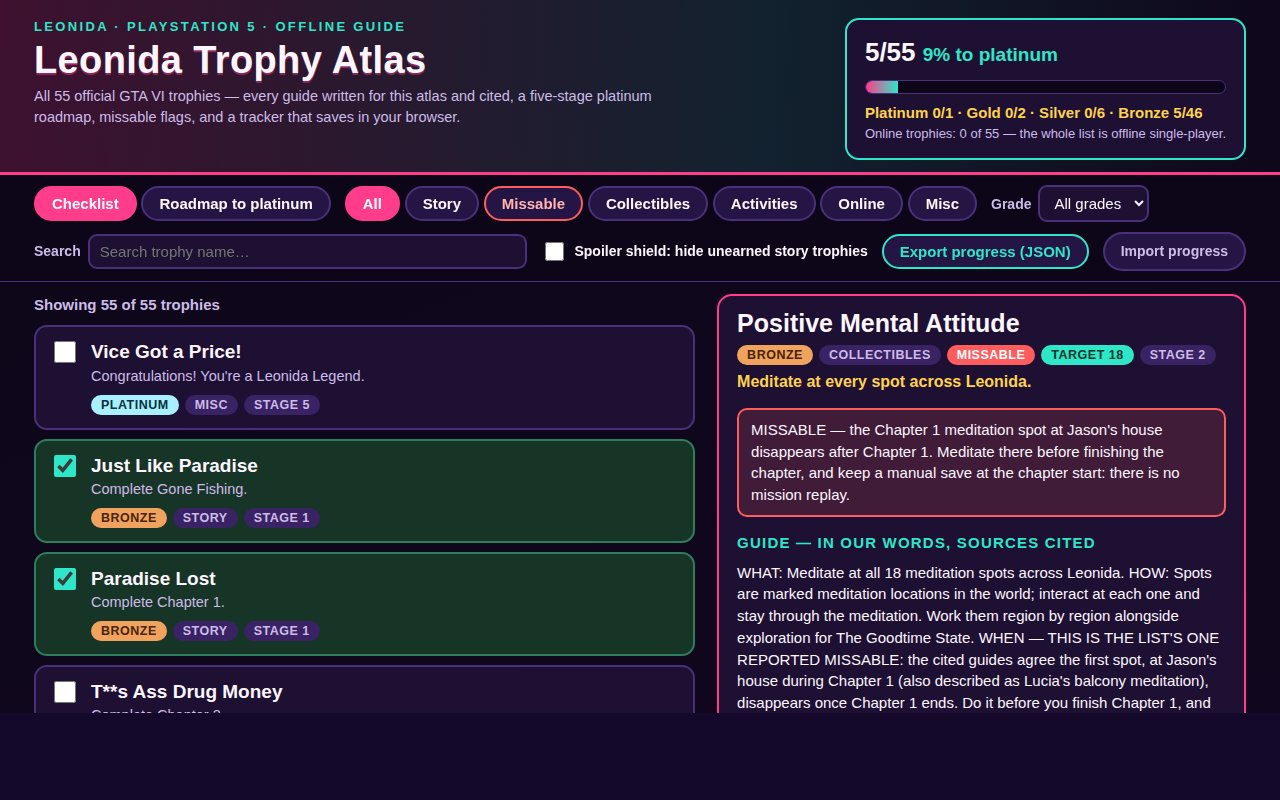 LEONIDA · PLAYSTATION 5 · OFFLINE GUIDE
Leonida Trophy Atlas
All 55 official GTA VI trophies — every guide written for this atlas and cited, a five-stage platinum
roadmap, missable flags, and a tracker that saves in your browser.
5/55 9% to platinum
Platinum 0/1 · Gold 0/2 · Silver 0/6 · Bronze 5/46
Online trophies: 0 of 55 — the whole list is offline single-player.
Checklist Roadmap to platinum All Story Missable Collectibles Activities Online Misc Grade All grades
Search Search trophy name… Spoiler shield: hide unearned story trophies Export progress (JSON) Import progress
Showing 55 of 55 trophies
Vice Got a Price!
Congratulations! You're a Leonida Legend.
PLATINUM MISC STAGE 5
Just Like Paradise
Complete Gone Fishing.
BRONZE STORY STAGE 1
Paradise Lost
Complete Chapter 1.
BRONZE STORY STAGE 1
T**s Ass Drug Money
Complete Chapter 2.
Positive Mental Attitude
BRONZE COLLECTIBLES MISSABLE TARGET 18 STAGE 2
Meditate at every spot across Leonida.
MISSABLE — the Chapter 1 meditation spot at Jason's house
disappears after Chapter 1. Meditate there before finishing the
chapter, and keep a manual save at the chapter start: there is no
mission replay.
GUIDE — IN OUR WORDS, SOURCES CITED
WHAT: Meditate at all 18 meditation spots across Leonida. HOW: Spots
are marked meditation locations in the world; interact at each one and
stay through the meditation. Work them region by region alongside
exploration for The Goodtime State. WHEN — THIS IS THE LIST'S ONE
REPORTED MISSABLE: the cited guides agree the first spot, at Jason's
house during Chapter 1 (also described as Lucia's balcony meditation),
disappears once Chapter 1 ends. Do it before you finish Chapter 1, and